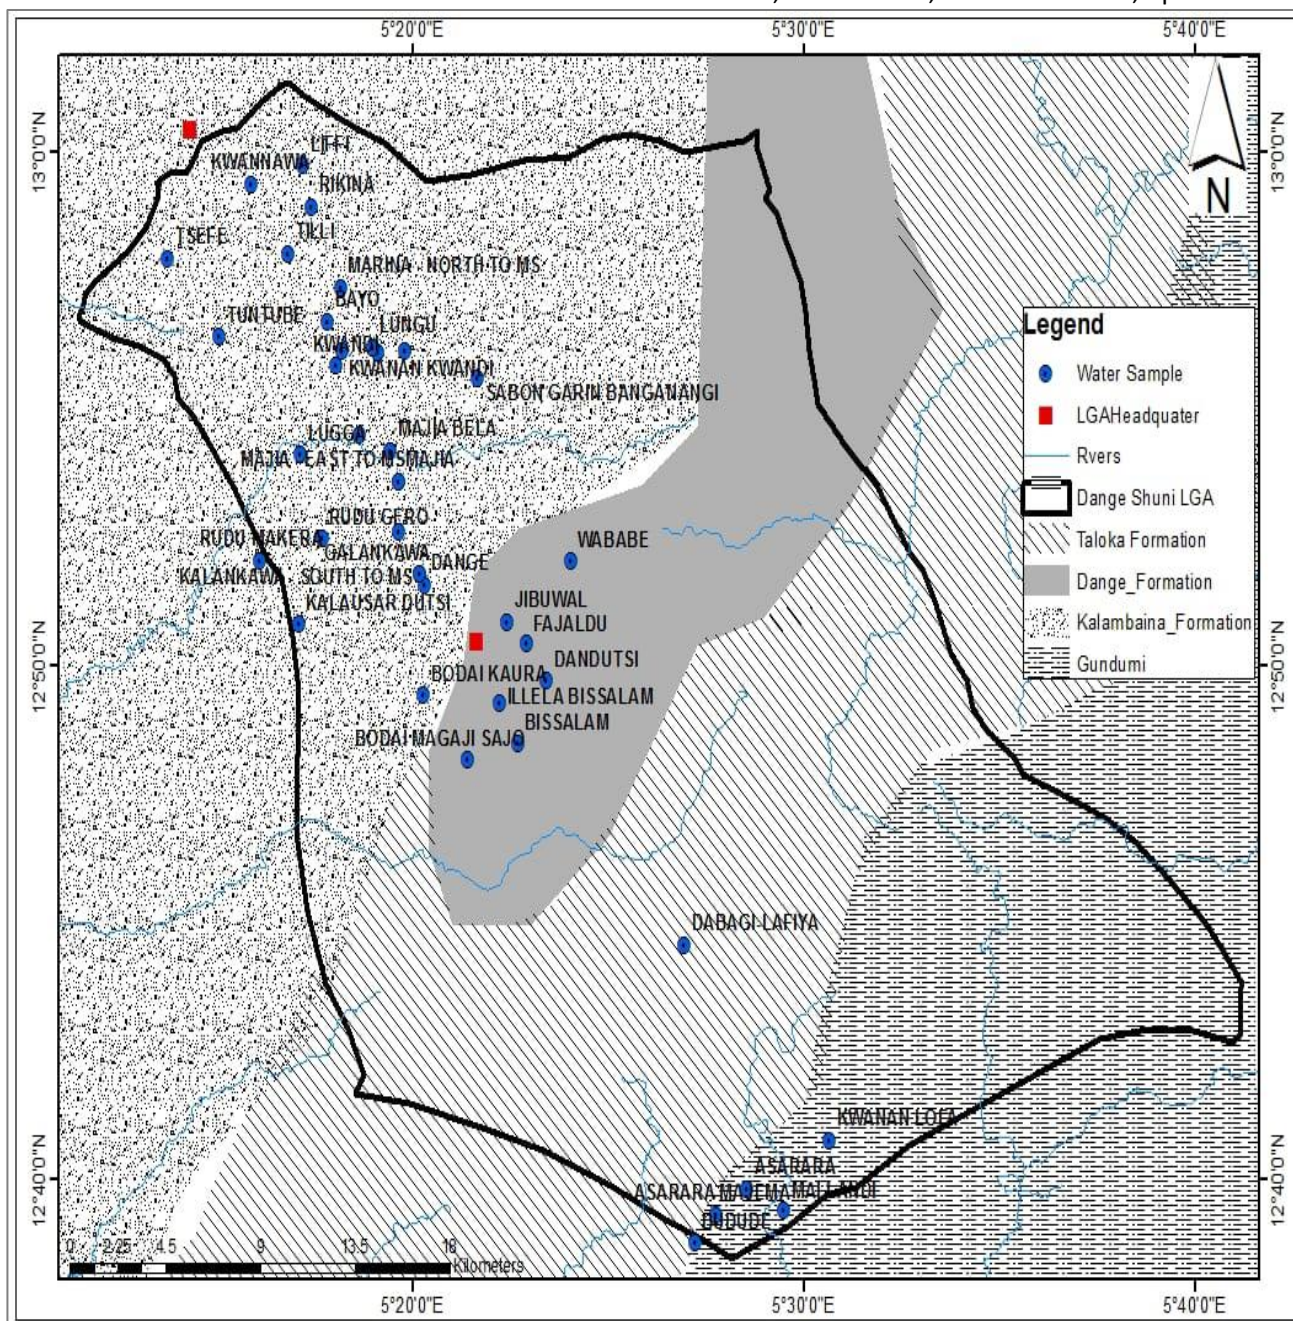 5°20'0"E 5°30'0"E 5°40'0"E
13°0'0"N 13°0'0"N
LIFFI
KWANNAWA
RIKINA
N
TSEFE
TILLI
MARINA - NORTH TO MS
BAYO
TUNTUBE
LUNGU
KWANDI
KWANAN KWANDI
SABON GARIN BANGANANGI
Legend
Water Sample
LGAHeadquater
Rvers
Dange Shuni LGA
Taloka Formation
Dange_Formation
Kalambaina_Formation
Gundumi
MAJIA BELA
LUGGA
MAJIA - EAST TO MS MAJIA
RUDU GERO
RUDU MAKERA
WABABE
GALANKAWA
DANGE
KALANKAWA SOUTH TO MS
KALAUSAR DUTSI
JIBUWAL
FAJALDU
12°50'0"N 12°50'0"N
DANDUTSI
BODAI KAURA
ILLELA BISSALAM
BISSALAM
BODAI MAGAJI SAJO
DABAGI-LAFIYA
KWANAN LOFA
12°40'0"N 12°40'0"N
ASARARA
ASARARA MAJEMA MALLANDI
DUDUDE
0 2.25 4.5 9 13.5 18
Kilometers
5°20'0"E 5°30'0"E 5°40'0"E